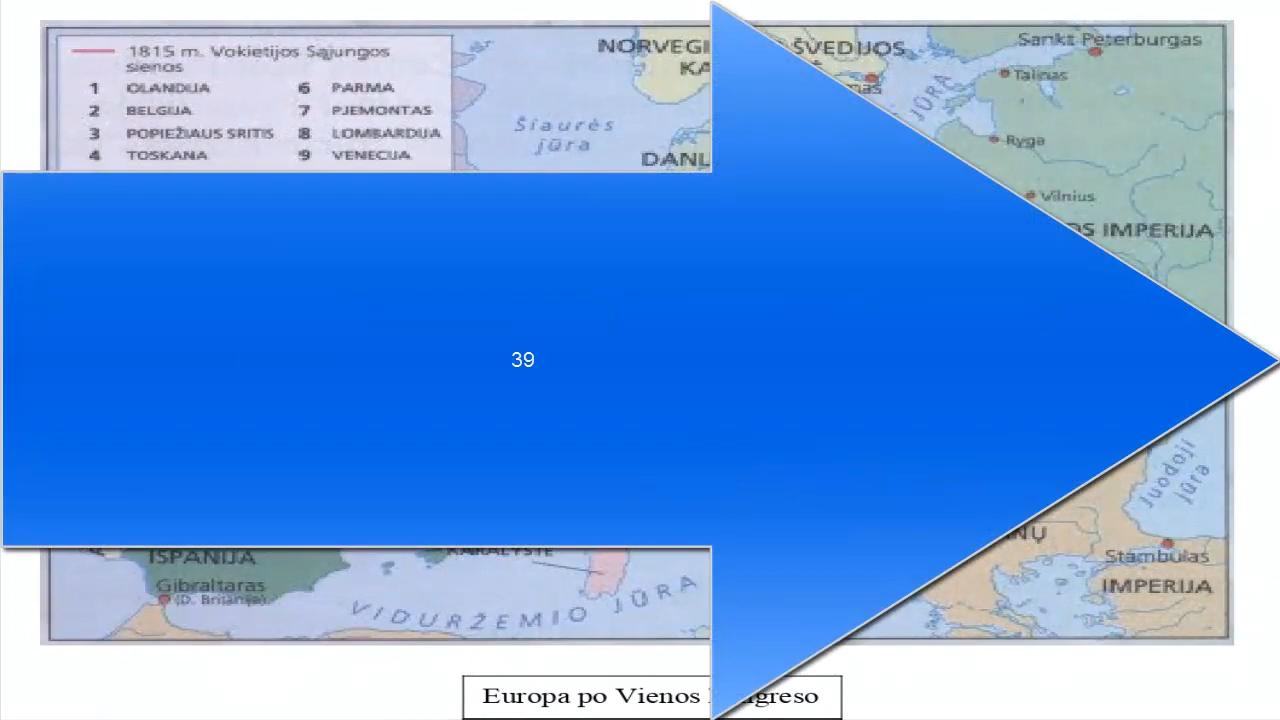 1815 m. Vokietijos Sąjungos
sienos
1 OLANDIJA
2 BELGIJA
3 POPIEŽIAUS SRITIS
4 TOSKANA
6 PARMA
7 PJEMONTAS
8 LOMBARDIJA
9 VENECIJA
NORVEGI
KA
ŠVEDIJOS
Sankt Peterburgas
Talinas
JŪRA
Šiaurės
jūra
Ryga
DANI
Vilnius
OS IMPERIJA
39
Juodoji
jūra
NŲ
Stambulas
IMPERIJA
ISPANIJA
KARALYSTĖ
Gibraltaras
(D. Britanija)
VIDURŽEMIO JŪRA
Europa po Vienos greso